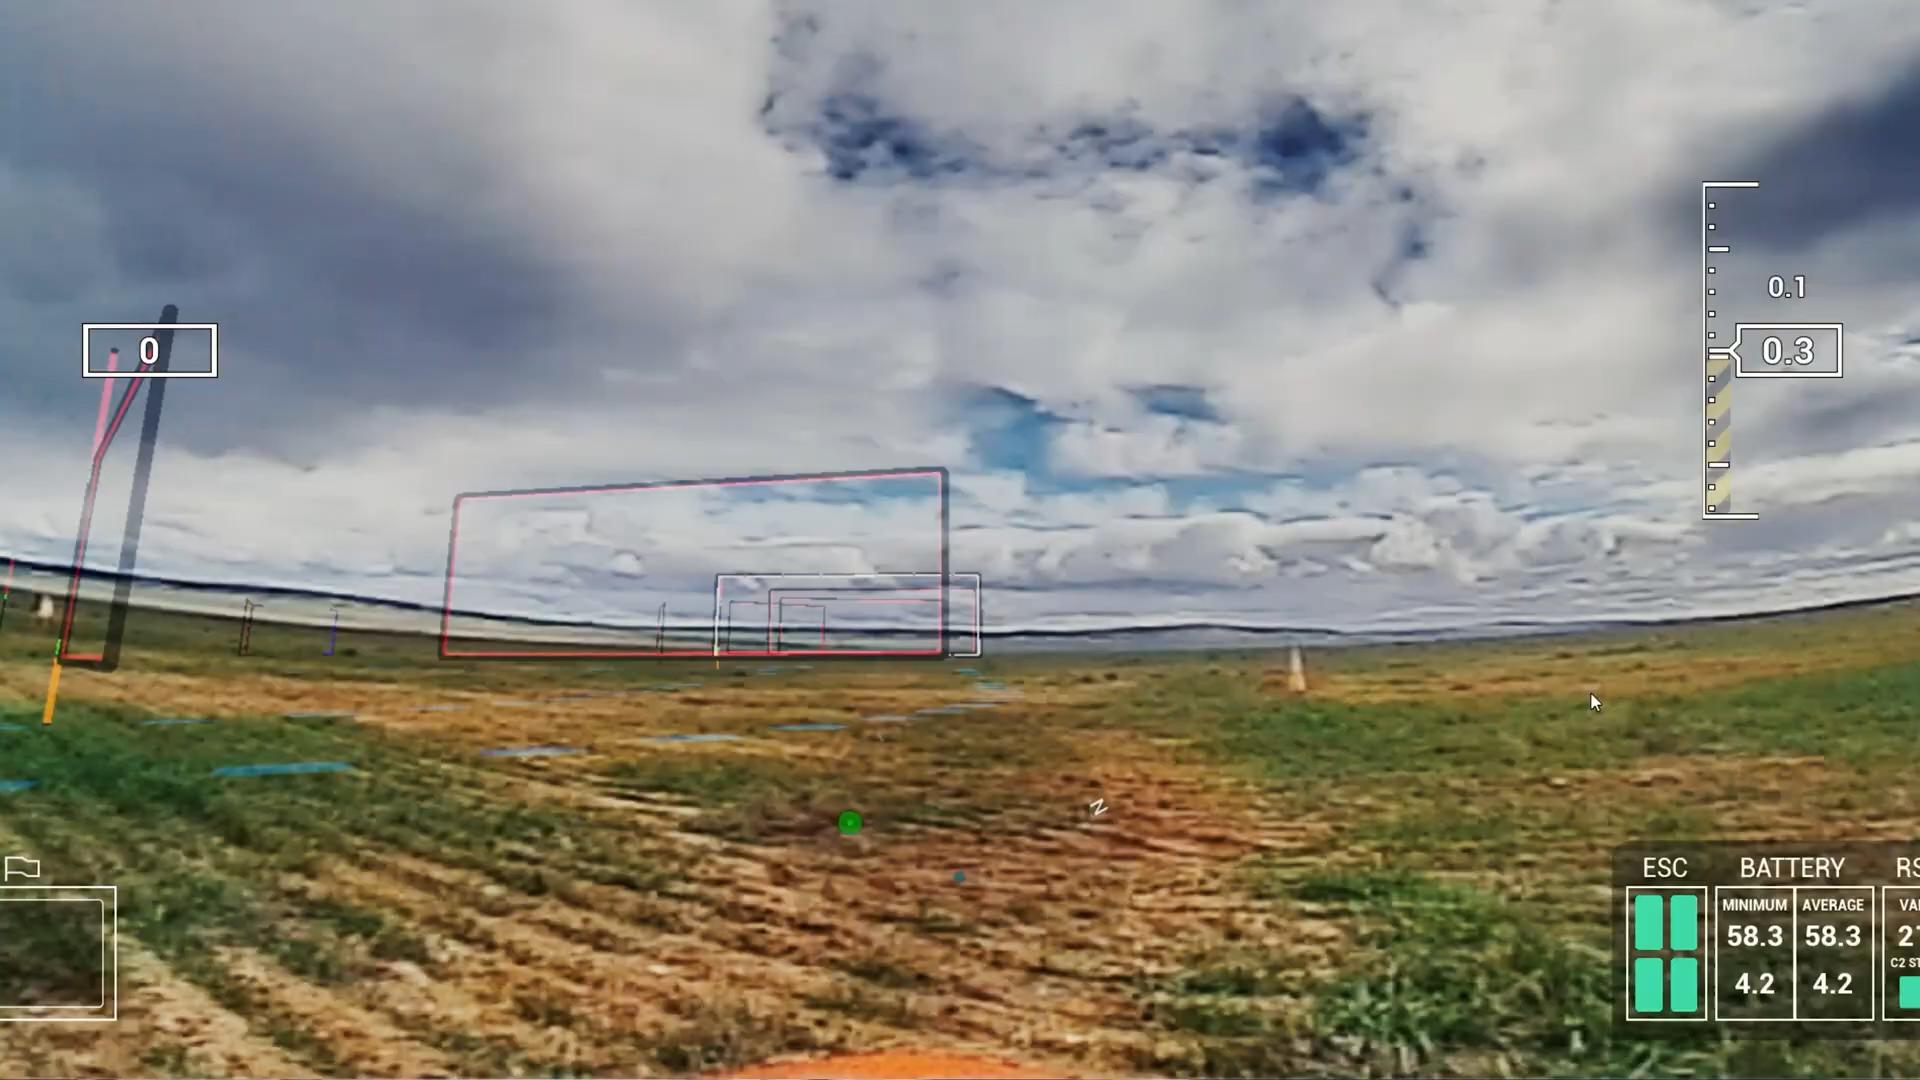 0
0.1
0.3
N
ESC
BATTERY
MINIMUM
AVERAGE
58.3
58.3
4.2
4.2